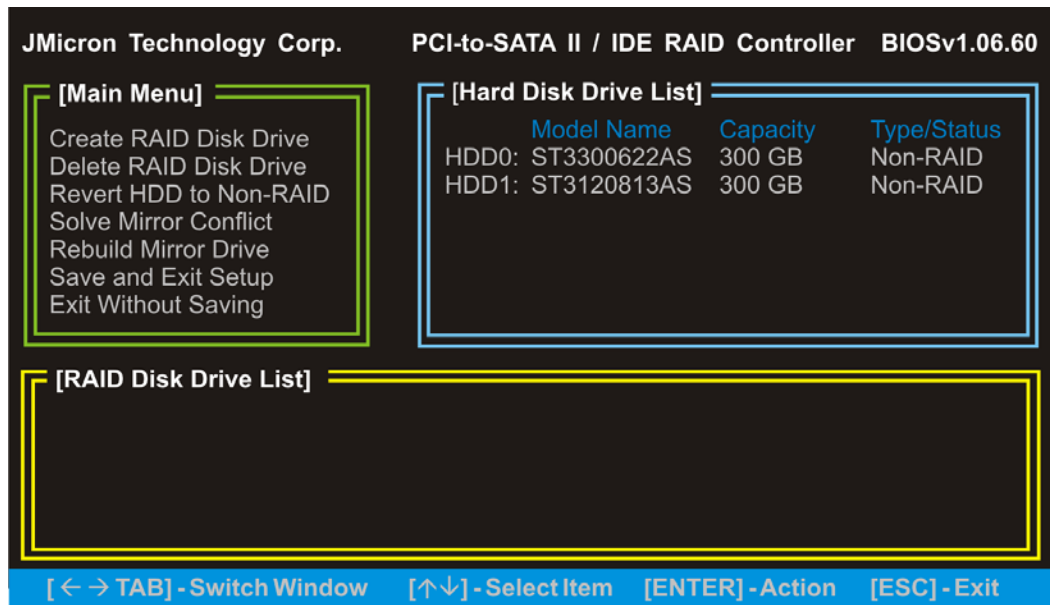 JMicron Technology Corp. PCI-to-SATA II / IDE RAID Controller BIOSv1.06.60
[Main Menu]
Create RAID Disk Drive
Delete RAID Disk Drive
Revert HDD to Non-RAID
Solve Mirror Conflict
Rebuild Mirror Drive
Save and Exit Setup
Exit Without Saving
[Hard Disk Drive List]
Model Name Capacity Type/Status
HDD0: ST3300622AS 300 GB Non-RAID
HDD1: ST3120813AS 300 GB Non-RAID
[RAID Disk Drive List]
[ ← → TAB] - Switch Window [↑↓] - Select Item [ENTER] - Action [ESC] - Exit